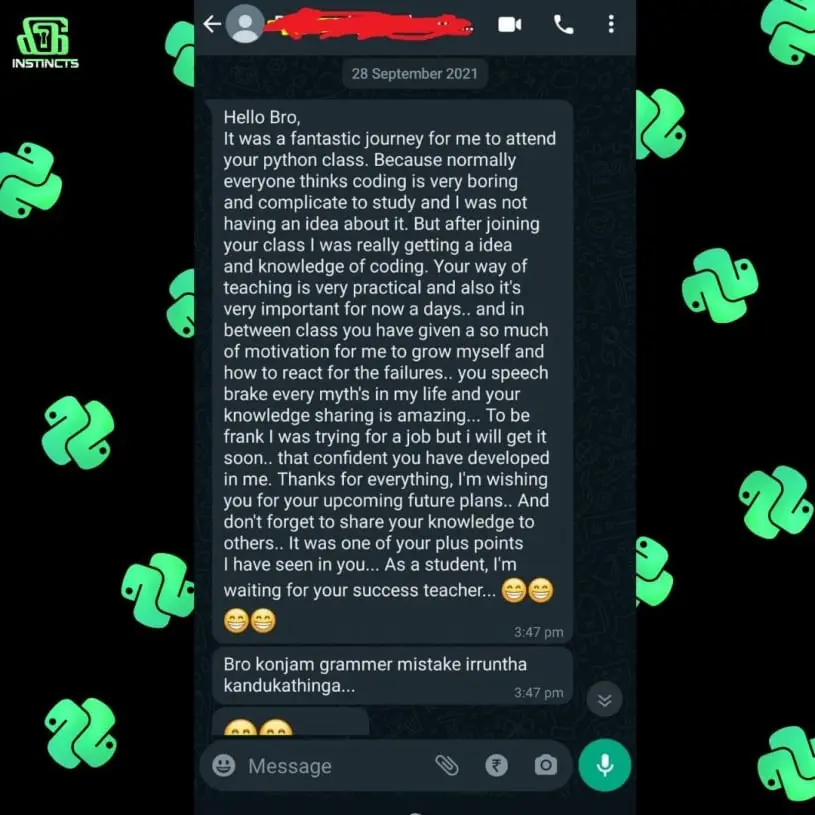 INSTINCTS
28 September 2021
Hello Bro,
It was a fantastic journey for me to attend
your python class. Because normally
everyone thinks coding is very boring
and complicate to study and I was not
having an idea about it. But after joining
your class I was really getting a idea
and knowledge of coding. Your way of
teaching is very practical and also it's
very important for now a days.. and in
between class you have given a so much
of motivation for me to grow myself and
how to react for the failures.. you speech
brake every myth's in my life and your
knowledge sharing is amazing... To be
frank I was trying for a job but i will get it
soon.. that confident you have developed
in me. Thanks for everything, I'm wishing
you for your upcoming future plans.. And
don't forget to share your knowledge to
others.. It was one of your plus points
I have seen in you... As a student, I'm
waiting for your success teacher... 😁😁
😁😁
3:47 pm
Bro konjam grammer mistake irruntha
kandukathinga...
3:47 pm
Message